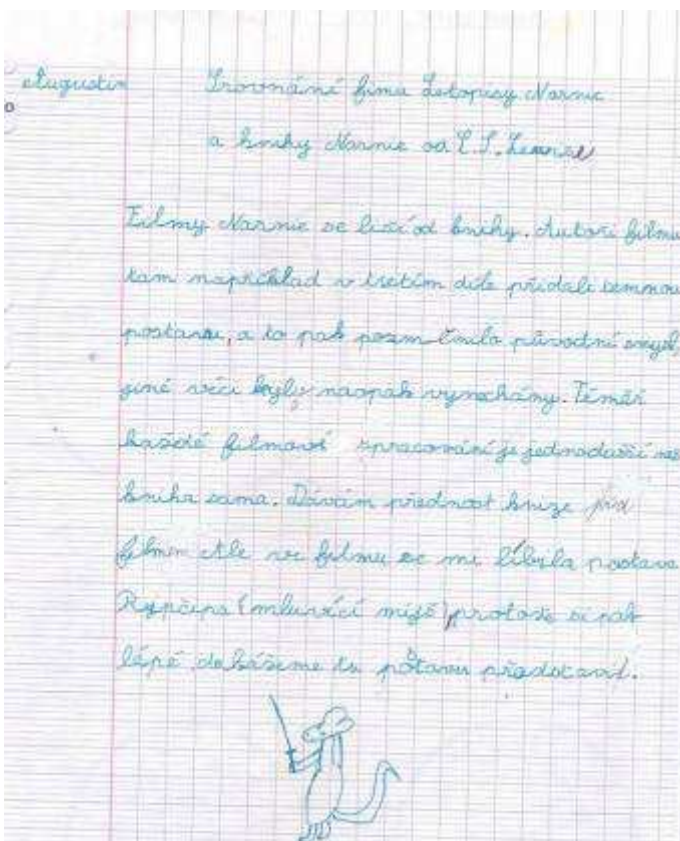 Augustin Srovnání fimu Letopisy Narnie
a knihy Narnie od C. S. Lewise
Filmy Narnie se liší od knihy. Autoři filmu
tam například v třetím díle přidali temnou
postavu, a to pak pozměnilo původní smysl,
jiné věci byly naopak vynechány. Téměř
každé filmové zpracování je jednodušší než
kniha sama. Dávám přednost knize před
filmem Ale ve filmu se mi líbila postava
Rypčipa (mluvící myš) protože si pak
lépe dokážeme tu postavu představit.